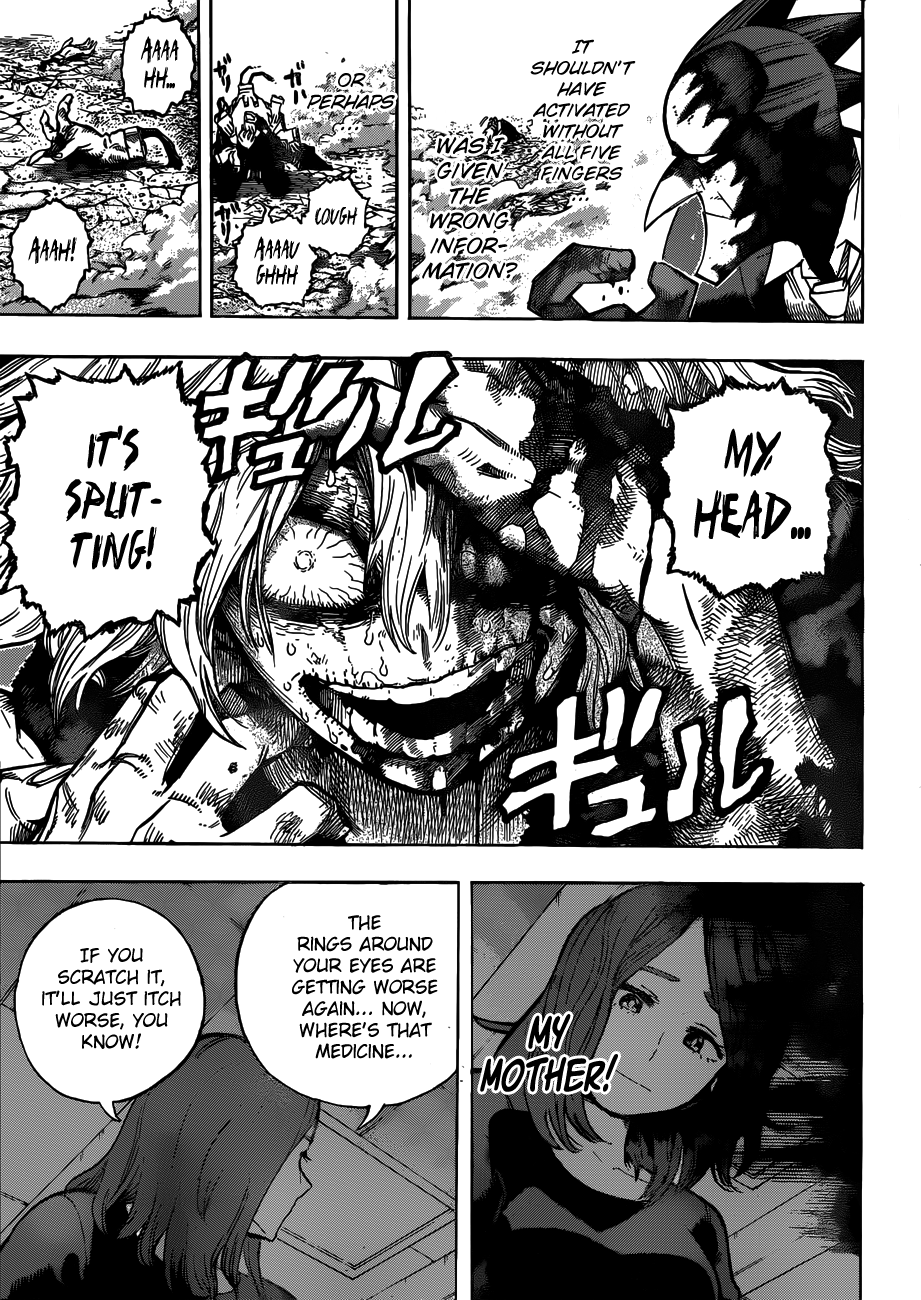 IT
SHOULDN'T
HAVE
ACTIVATED
WITHOUT
ALL FIVE
FINGERS
...
WAS I
GIVEN
THE
WRONG
INFOR-
MATION?
OR
PERHAPS
...
ガ
ガ
COUGH
AAAAU
GHHH
AAAA
HH...
AAAH!
MY
HEAD...
ギュル
IT'S
SPLIT-
TING!
ギュル
MY
MOTHER!
THE
RINGS AROUND
YOUR EYES ARE
GETTING WORSE
AGAIN... NOW,
WHERE'S THAT
MEDICINE...
IF YOU
SCRATCH IT,
IT'LL JUST ITCH
WORSE, YOU
KNOW!